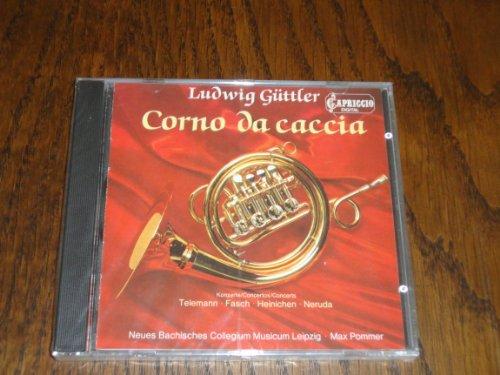 Ludwig Güttler
CAPRICCIO
DIGITAL
Corno da caccia
Konzerte/Concertos/Concerts
Telemann · Fasch · Heinichen · Neruda
Neues Bachisches Collegium Musicum Leipzig · Max Pommer